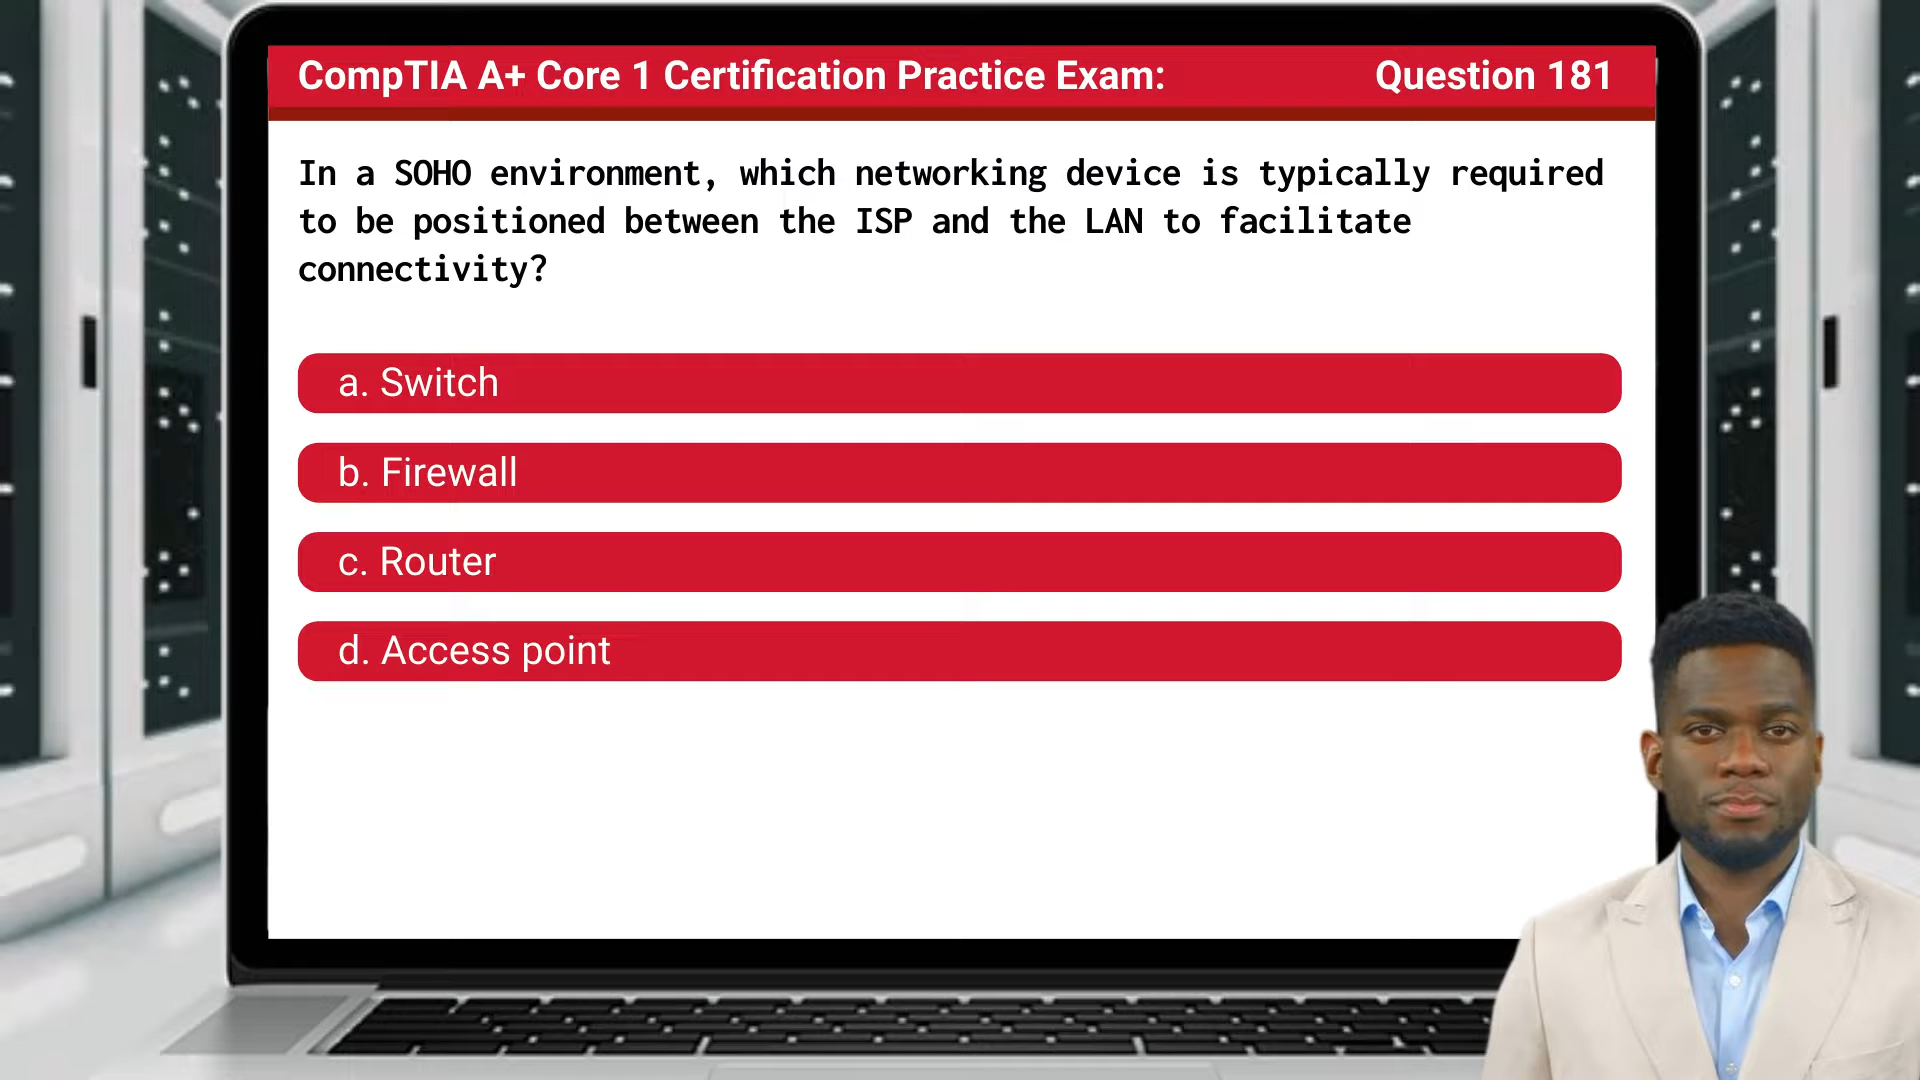 CompTIA A+ Core 1 Certification Practice Exam: Question 181
In a SOHO environment, which networking device is typically required
to be positioned between the ISP and the LAN to facilitate
connectivity?
a. Switch
b. Firewall
c. Router
d. Access point